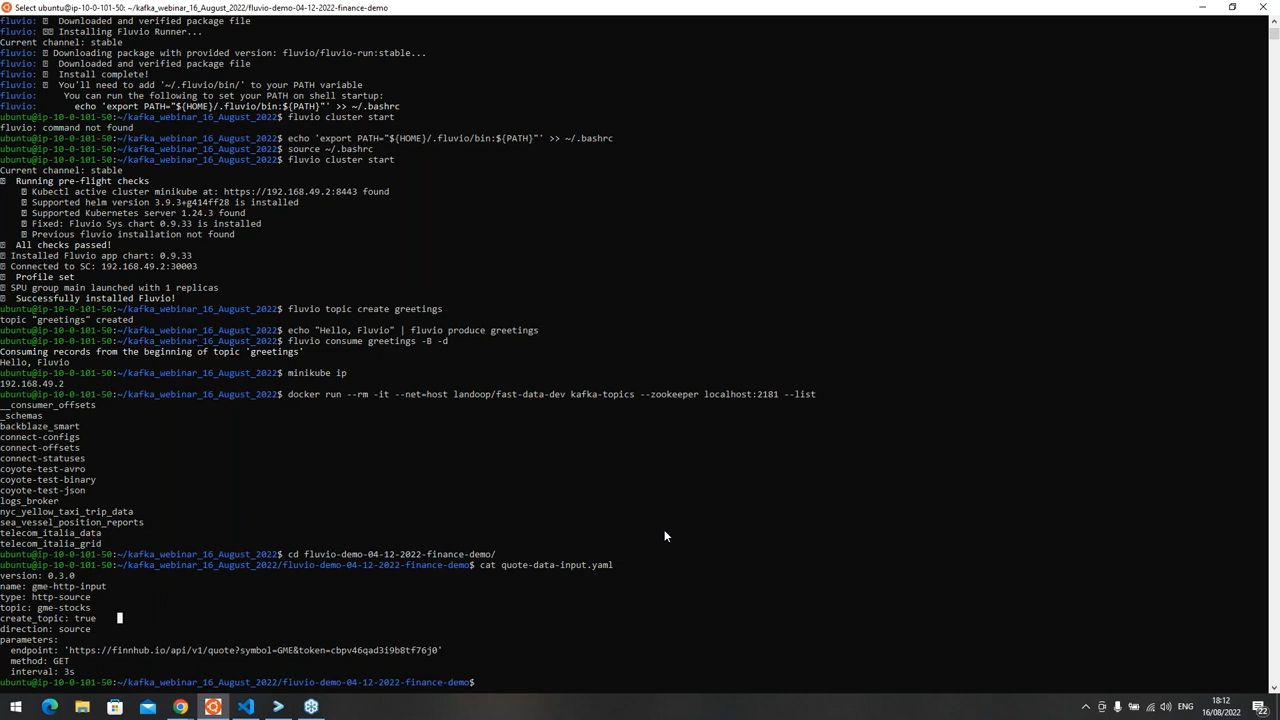 Select ubuntu@ip-10-0-101-50: ~/kafka_webinar_16_August_2022/fluvio-demo-04-12-2022-finance-demo
fluvio: Downloaded and verified package file
fluvio: Installing Fluvio Runner...
Current channel: stable
fluvio: Downloading package with provided version: fluvio/fluvio-run:stable...
fluvio: Downloaded and verified package file
fluvio: Install complete!
fluvio: You'll need to add '~/.fluvio/bin/' to your PATH variable
fluvio: You can run the following to set your PATH on shell startup:
fluvio: echo 'export PATH="${HOME}/.fluvio/bin:${PATH}"' >> ~/.bashrc
ubuntu@ip-10-0-101-50:~/kafka_webinar_16_August_2022$ fluvio cluster start
fluvio: command not found
ubuntu@ip-10-0-101-50:~/kafka_webinar_16_August_2022$ echo 'export PATH="${HOME}/.fluvio/bin:${PATH}"' >> ~/.bashrc
ubuntu@ip-10-0-101-50:~/kafka_webinar_16_August_2022$ source ~/.bashrc
ubuntu@ip-10-0-101-50:~/kafka_webinar_16_August_2022$ fluvio cluster start
Current channel: stable
Running pre-flight checks
Kubectl active cluster minikube at: https://192.168.49.2:8443 found
Supported helm version 3.9.3+g414ff28 is installed
Supported Kubernetes server 1.24.3 found
Fixed: Fluvio Sys chart 0.9.33 is installed
Previous fluvio installation not found
All checks passed!
Installed Fluvio app chart: 0.9.33
Connected to SC: 192.168.49.2:30003
Profile set
SPU group main launched with 1 replicas
Successfully installed Fluvio!
ubuntu@ip-10-0-101-50:~/kafka_webinar_16_August_2022$ fluvio topic create greetings
topic "greetings" created
ubuntu@ip-10-0-101-50:~/kafka_webinar_16_August_2022$ echo "Hello, Fluvio" | fluvio produce greetings
ubuntu@ip-10-0-101-50:~/kafka_webinar_16_August_2022$ fluvio consume greetings -B -d
Consuming records from the beginning of topic 'greetings'
Hello, Fluvio
ubuntu@ip-10-0-101-50:~/kafka_webinar_16_August_2022$ minikube ip
192.168.49.2
ubuntu@ip-10-0-101-50:~/kafka_webinar_16_August_2022$ docker run --rm -it --net=host landoop/fast-data-dev kafka-topics --zookeeper localhost:2181 --list
__consumer_offsets
_schemas
backblaze_smart
connect-configs
connect-offsets
connect-statuses
coyote-test-avro
coyote-test-binary
coyote-test-json
logs_broker
nyc_yellow_taxi_trip_data
sea_vessel_position_reports
telecom_italia_data
telecom_italia_grid
ubuntu@ip-10-0-101-50:~/kafka_webinar_16_August_2022$ cd fluvio-demo-04-12-2022-finance-demo/
ubuntu@ip-10-0-101-50:~/kafka_webinar_16_August_2022/fluvio-demo-04-12-2022-finance-demo$ cat quote-data-input.yaml
version: 0.3.0
name: gme-http-input
type: http-source
topic: gme-stocks
create_topic: true
direction: source
parameters:
endpoint: 'https://finnhub.io/api/v1/quote?symbol=GME&token=cbpv46qad3i9b8tf76j0'
method: GET
interval: 3s
ubuntu@ip-10-0-101-50:~/kafka_webinar_16_August_2022/fluvio-demo-04-12-2022-finance-demo$
ENG
18:12
16/08/2022
22